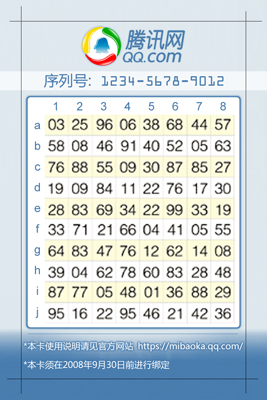 腾讯网
QQ.com
序列号: 1234-5678-9012
1 2 3 4 5 6 7 8
a 03 25 96 06 38 68 44 57
b 58 08 46 91 40 52 05 63
c 76 88 55 09 30 87 85 27
d 19 09 84 11 22 76 17 30
e 28 83 69 34 22 99 33 19
f 33 71 21 66 04 41 05 55
g 64 83 47 76 12 62 14 08
h 39 04 62 78 60 83 28 48
i 87 77 05 48 01 36 88 29
j 95 16 22 95 46 21 42 36
*本卡使用说明请见官方网站 https://mibaoka.qq.com/
*本卡须在2008年9月30日前进行绑定